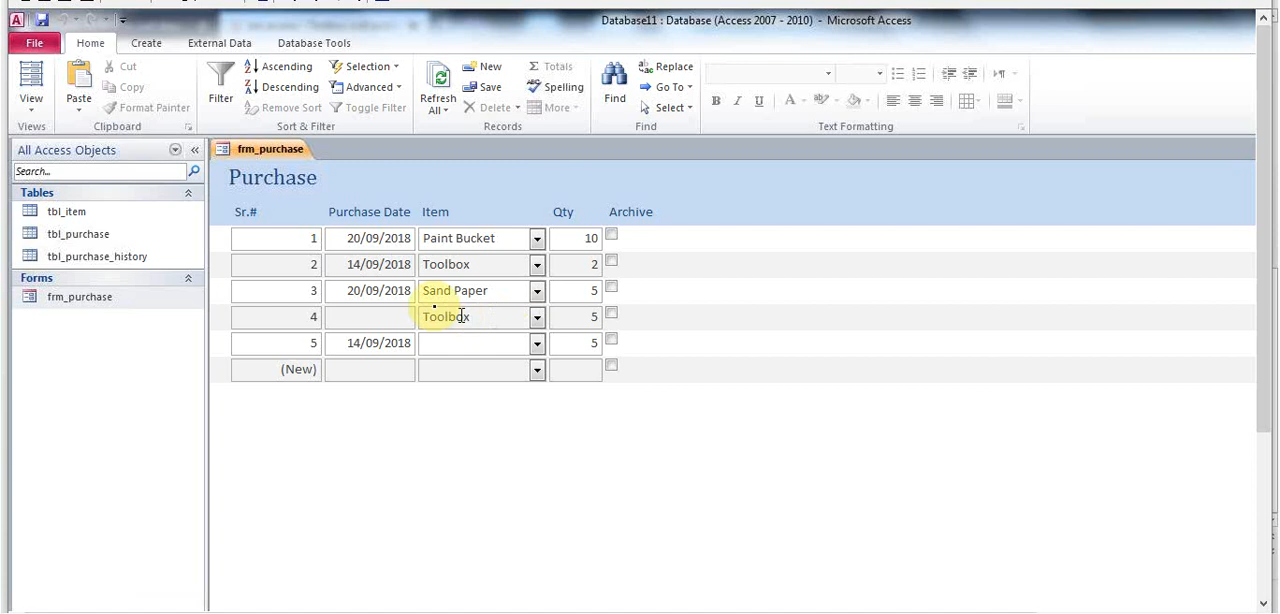 Database11 : Database (Access 2007 - 2010) - Microsoft Access
File Home Create External Data Database Tools
View
Views
Paste
Cut
Copy
Format Painter
Clipboard
Filter
Ascending
Descending
Remove Sort
Selection
Advanced
Toggle Filter
Sort & Filter
Refresh
All
New
Save
Delete
Totals
Spelling
More
Records
Find
Replace
Go To
Select
Find
B I U A
Text Formatting
All Access Objects
Search...
Tables
tbl_item
tbl_purchase
tbl_purchase_history
Forms
frm_purchase
frm_purchase
Purchase
Sr.# Purchase Date Item Qty Archive
1 20/09/2018 Paint Bucket 10
2 14/09/2018 Toolbox 2
3 20/09/2018 Sand Paper 5
4 Toolbox 5
5 14/09/2018 5
(New)